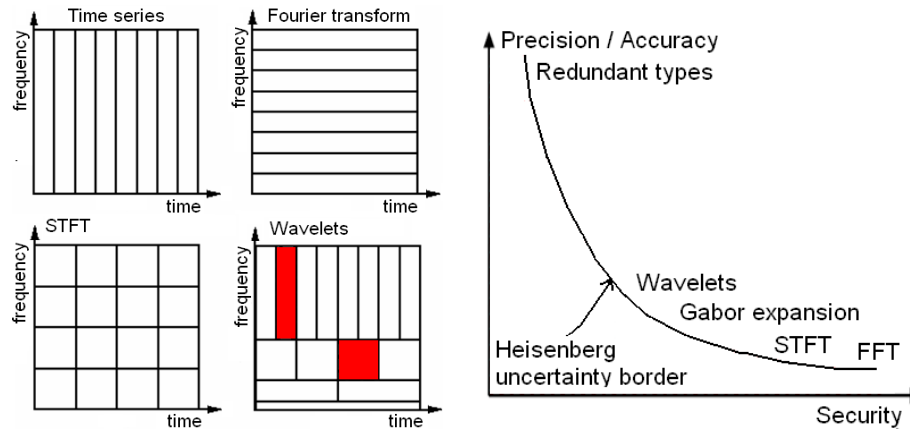 Time series
frequency
time
Fourier transform
frequency
time
STFT
frequency
time
Wavelets
frequency
time
Precision / Accuracy
Redundant types
Wavelets
Gabor expansion
STFT
FFT
Heisenberg
uncertainty border
Security